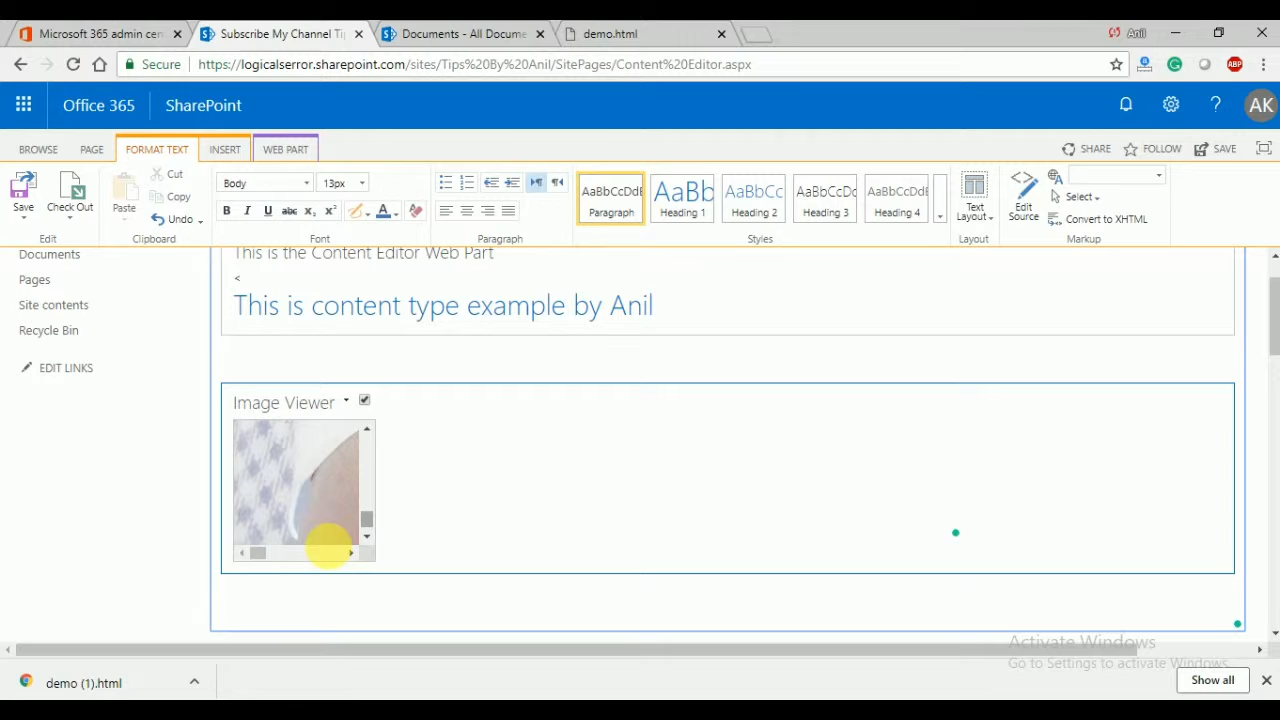 Microsoft 365 admin cen
Subscribe My Channel Ti
Documents - All Docume
demo.html
Anil
Secure
https://logicalserror.sharepoint.com/sites/Tips%20By%20Anil/SitePages/Content%20Editor.aspx
ABP
Office 365
SharePoint
?
AK
BROWSE
PAGE
FORMAT TEXT
INSERT
WEB PART
SHARE
FOLLOW
SAVE
Save
Check Out
Paste
Cut
Copy
Undo
Body
13px
B I U abc x₂ x²
A
AaBbCcDdE
Paragraph
AaBb
Heading 1
AaBbCc
Heading 2
AaBbCcDc
Heading 3
AaBbCcDdE
Heading 4
Text
Layout
Edit
Source
Select
Convert to XHTML
Edit
Clipboard
Font
Paragraph
Styles
Layout
Markup
Documents
Pages
Site contents
Recycle Bin
EDIT LINKS
This is the Content Editor Web Part
<
This is content type example by Anil
Image Viewer
Activate Windows
Go to Settings to activate Windows.
demo (1).html
Show all